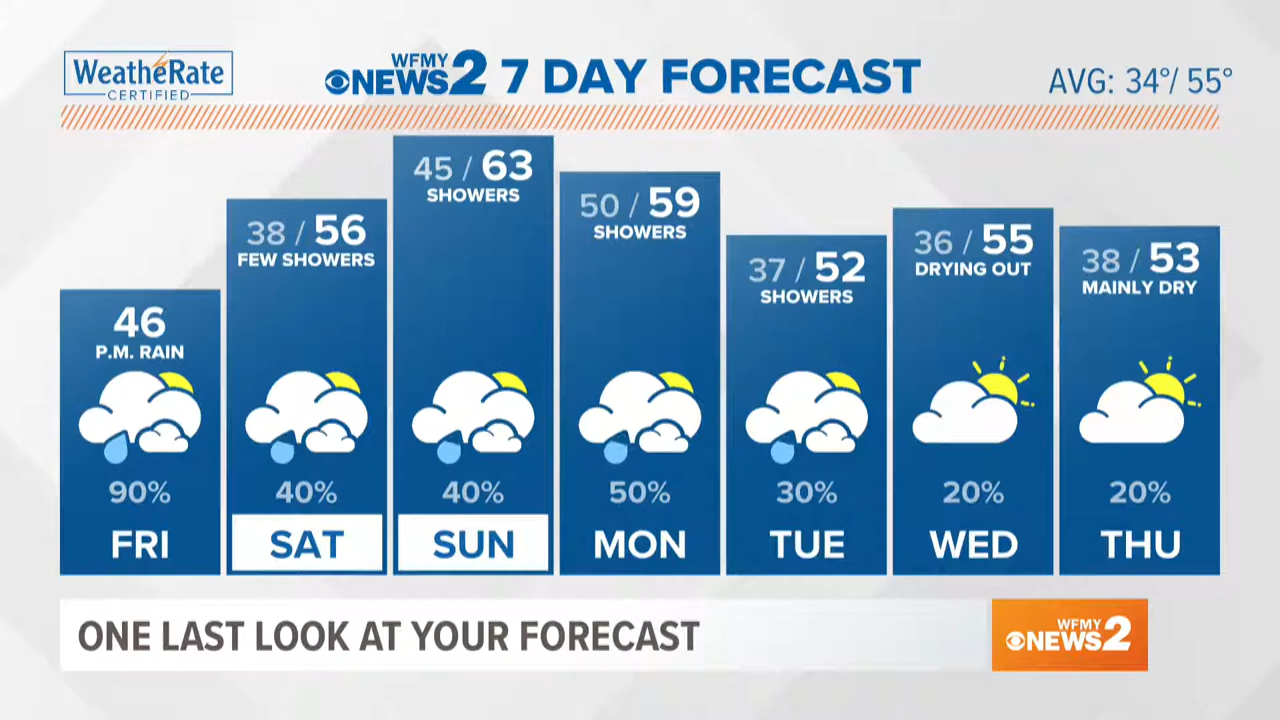 WeatheRate
CERTIFIED
WFMY
NEWS 2 7 DAY FORECAST
AVG: 34°/ 55°
46
P.M. RAIN
90%
FRI
38 / 56
FEW SHOWERS
40%
SAT
45 / 63
SHOWERS
40%
SUN
50 / 59
SHOWERS
50%
MON
37 / 52
SHOWERS
30%
TUE
36 / 55
DRYING OUT
20%
WED
38 / 53
MAINLY DRY
20%
THU
ONE LAST LOOK AT YOUR FORECAST
WFMY
NEWS 2